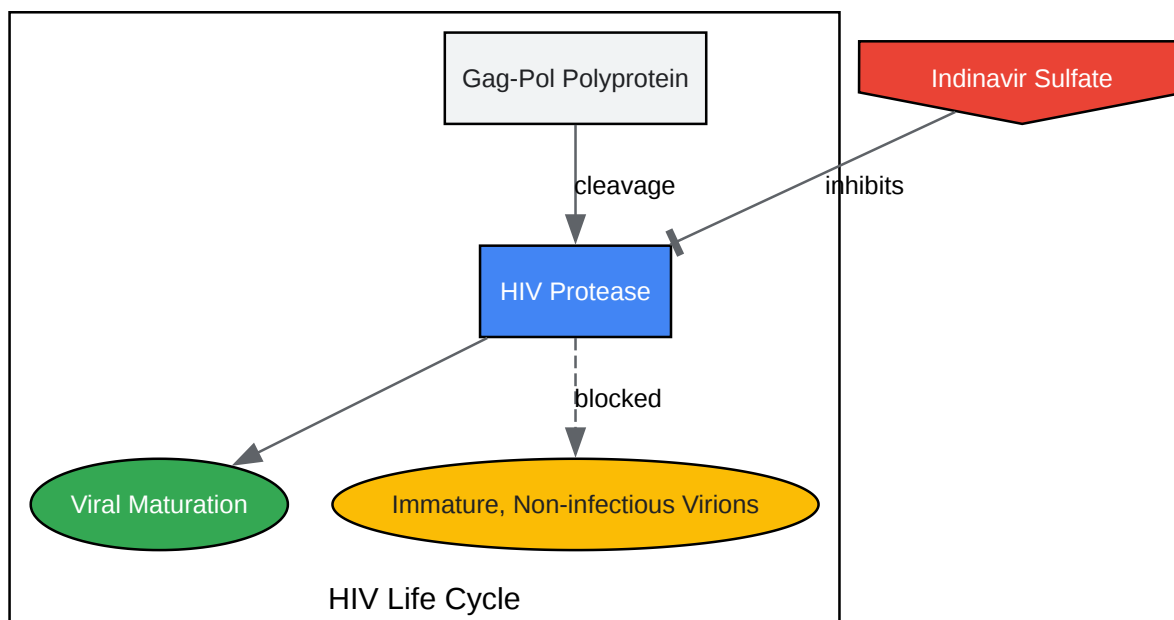 Gag-Pol Polyprotein
Indinavir Sulfate
cleavage
inhibits
HIV Protease
blocked
Viral Maturation
Immature, Non-infectious Virions
HIV Life Cycle